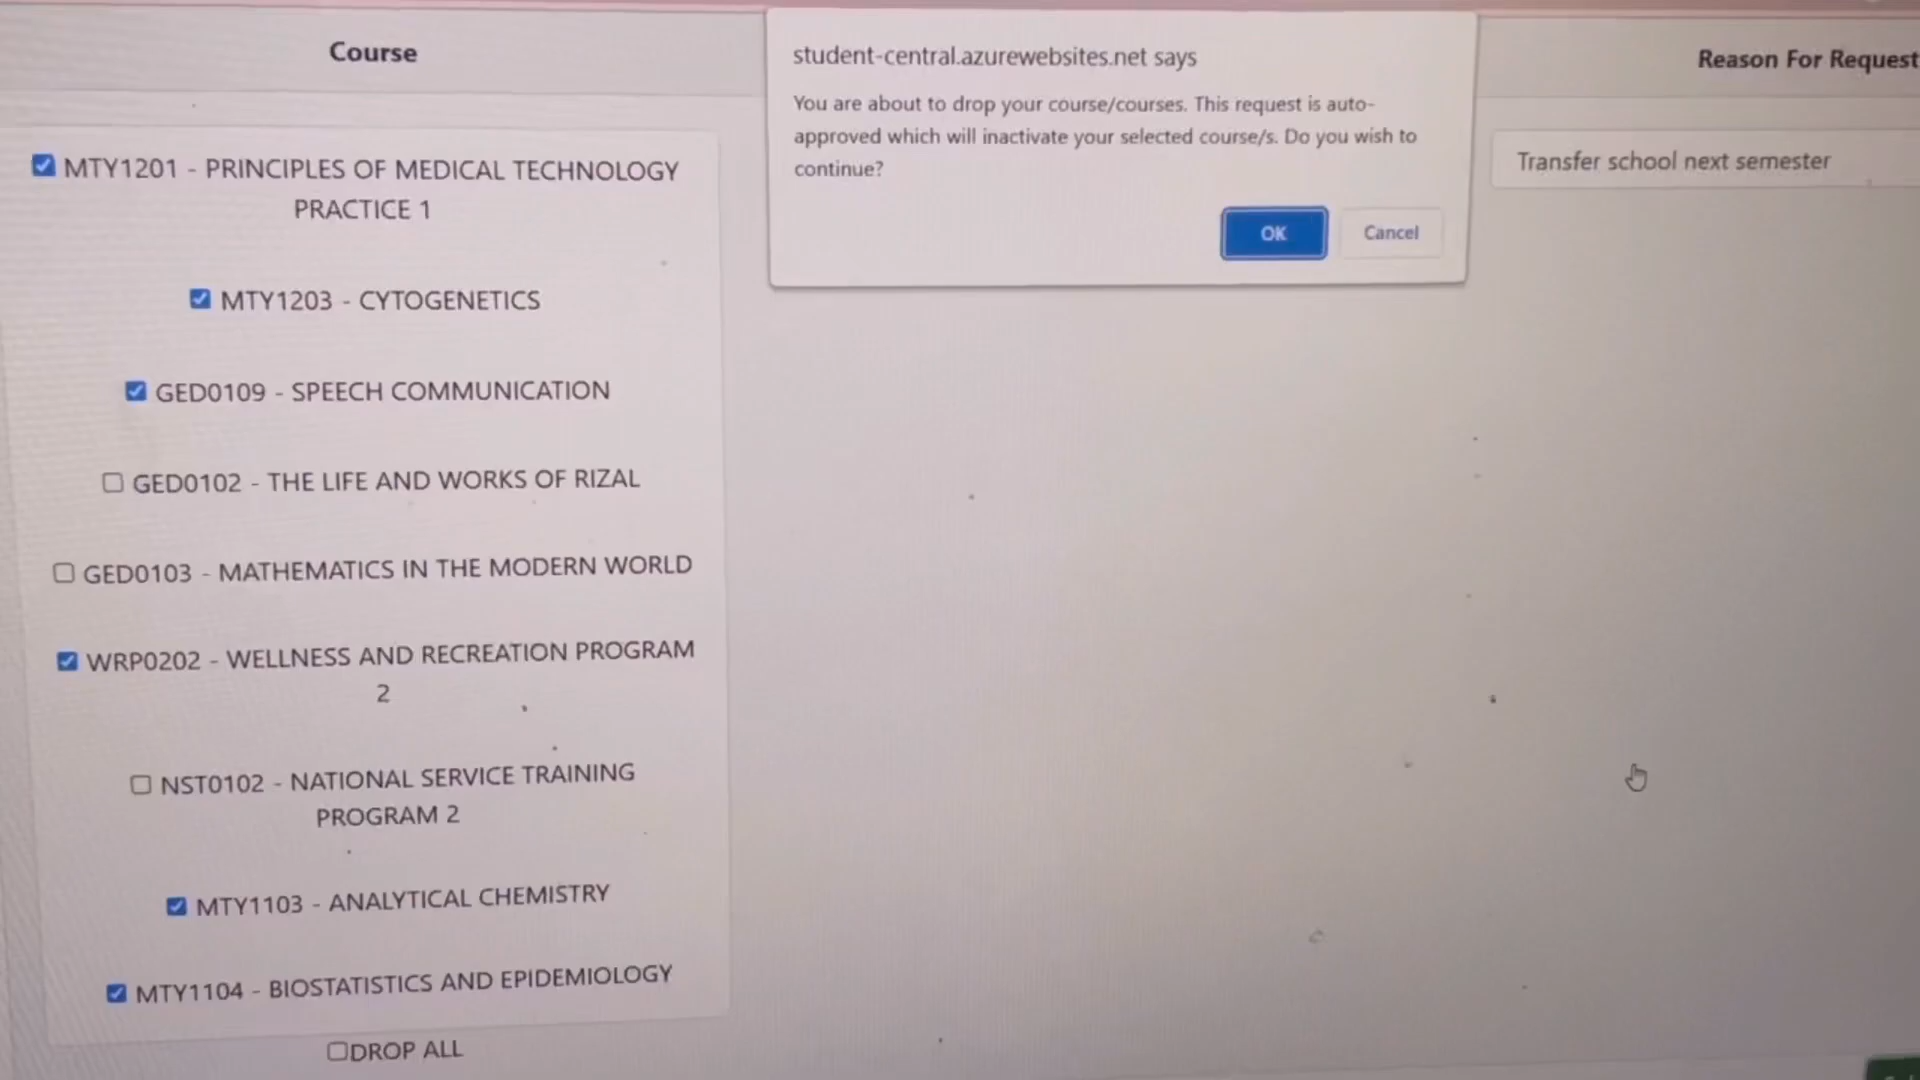 Course
student-central.azurewebsites.net says
Reason For Request
You are about to drop your course/courses. This request is auto-
approved which will inactivate your selected course/s. Do you wish to
continue?
OK
Cancel
Transfer school next semester
MTY1201 - PRINCIPLES OF MEDICAL TECHNOLOGY
PRACTICE 1
MTY1203 - CYTOGENETICS
GED0109 - SPEECH COMMUNICATION
GED0102 - THE LIFE AND WORKS OF RIZAL
GED0103 - MATHEMATICS IN THE MODERN WORLD
WRP0202 - WELLNESS AND RECREATION PROGRAM
2
NST0102 - NATIONAL SERVICE TRAINING
PROGRAM 2
MTY1103 - ANALYTICAL CHEMISTRY
MTY1104 - BIOSTATISTICS AND EPIDEMIOLOGY
DROP ALL